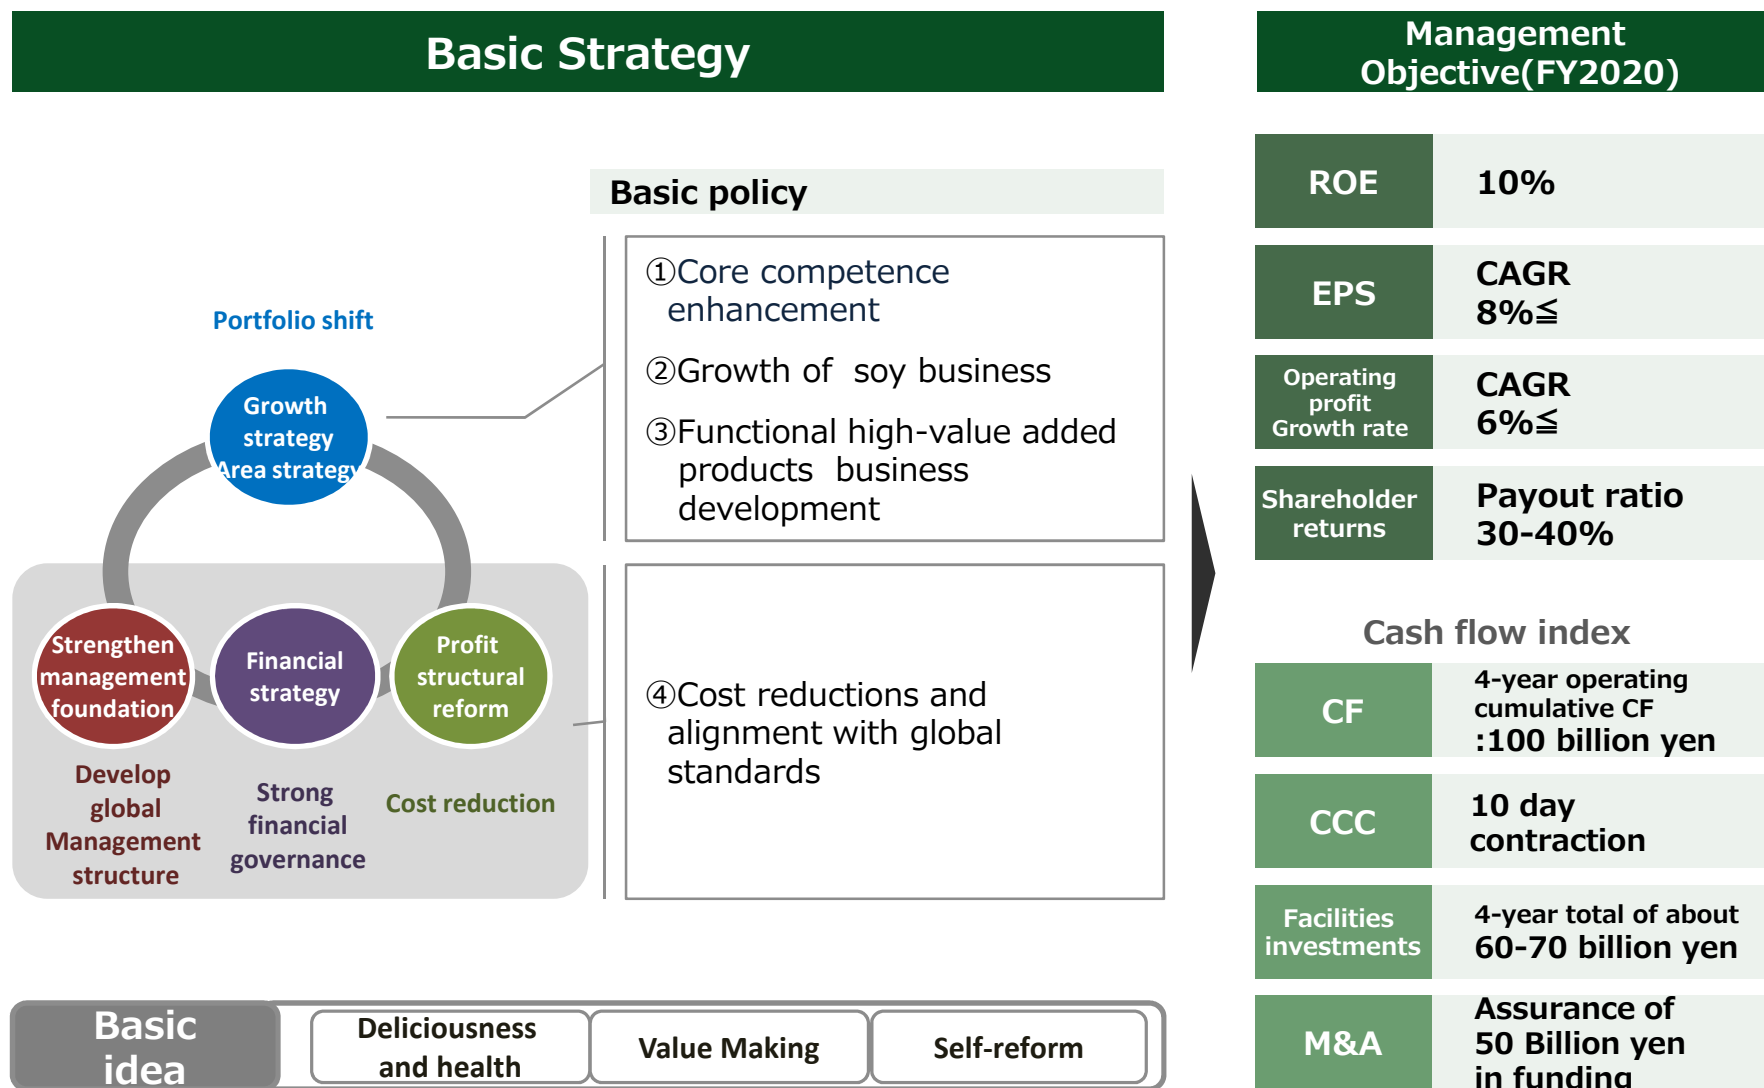 Basic Strategy
Basic policy
①Core competence
enhancement
②Growth of soy business
③Functional high-value added
products business
development
④Cost reductions and
alignment with global
standards
Portfolio shift
Growth
strategy
Area strategy
Strengthen
management
foundation
Financial
strategy
Profit
structural
reform
Develop
global
Management
structure
Strong
financial
governance
Cost reduction
Basic
idea
Deliciousness
and health
Value Making
Self-reform
Management
Objective(FY2020)
ROE
10%
EPS
CAGR
8%≦
Operating
profit
Growth rate
CAGR
6%≦
Shareholder
returns
Payout ratio
30-40%
Cash flow index
CF
4-year operating
cumulative CF
:100 billion yen
CCC
10 day
contraction
Facilities
investments
4-year total of about
60-70 billion yen
M&A
Assurance of
50 Billion yen
in funding